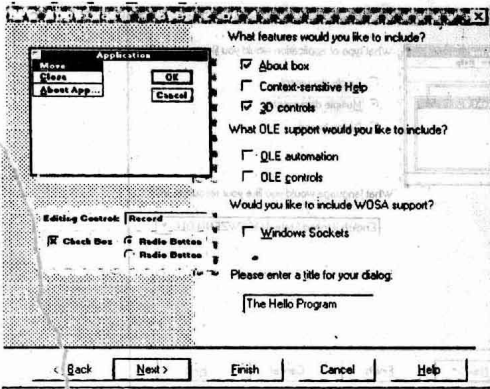 What features would you like to include?
Application
Move
Close
About App...
OK
Cancel
About box
Context-sensitive Help
3D controls
What OLE support would you like to include?
OLE automation
OLE controls
Would you like to include WOSA support?
Windows Sockets
Editing Control: Record
Check Box
Radio Button
Radio Button
Please enter a title for your dialog:
The Hello Program
< Back
Next >
Finish
Cancel
Help